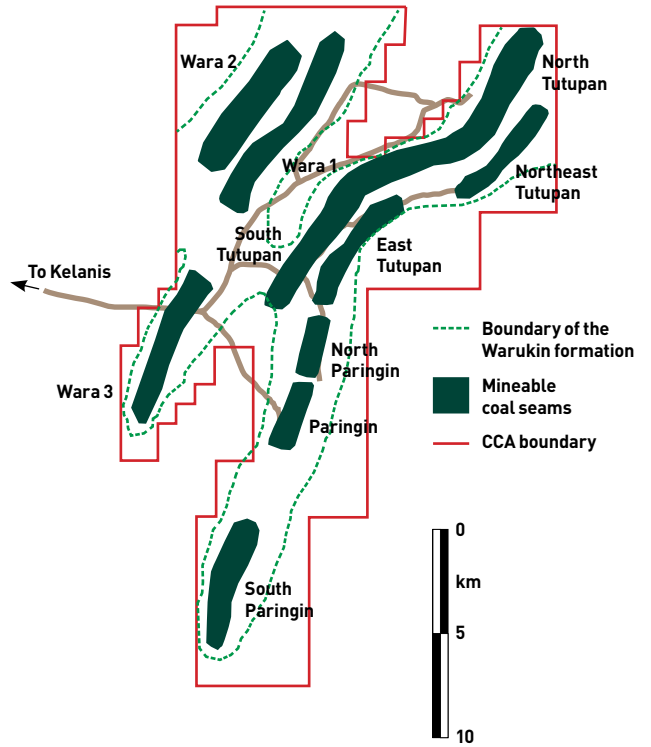 Wara 2
North
Tutupan
Wara 1
Northeast
Tutupan
South
Tutupan
East
Tutupan
To Kelanis
Boundary of the
Warukin formation
North
Paringin
Wara 3
Mineable
coal seams
Paringin
CCA boundary
0
km
5
10
South
Paringin